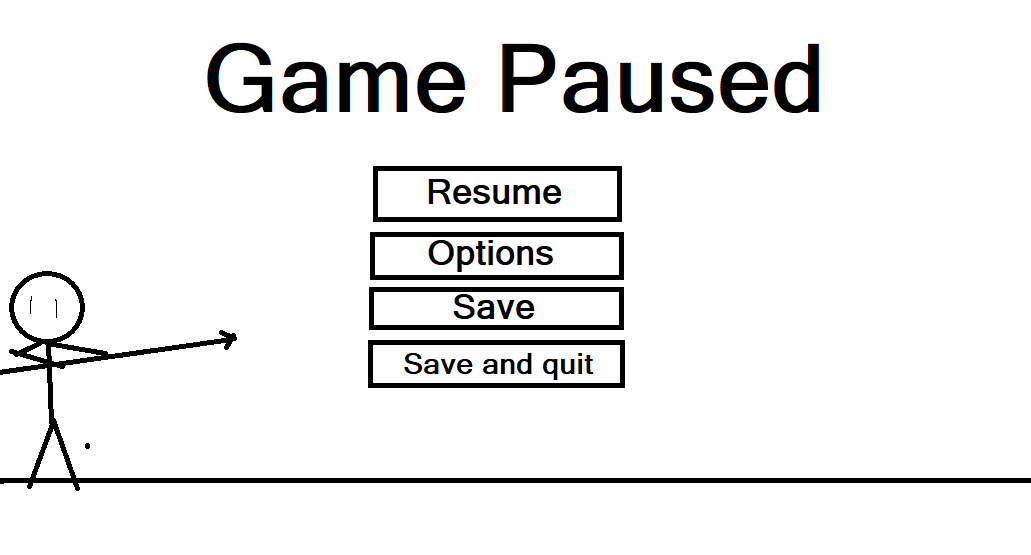 Game Paused
Resume
Options
Save
Save and quit